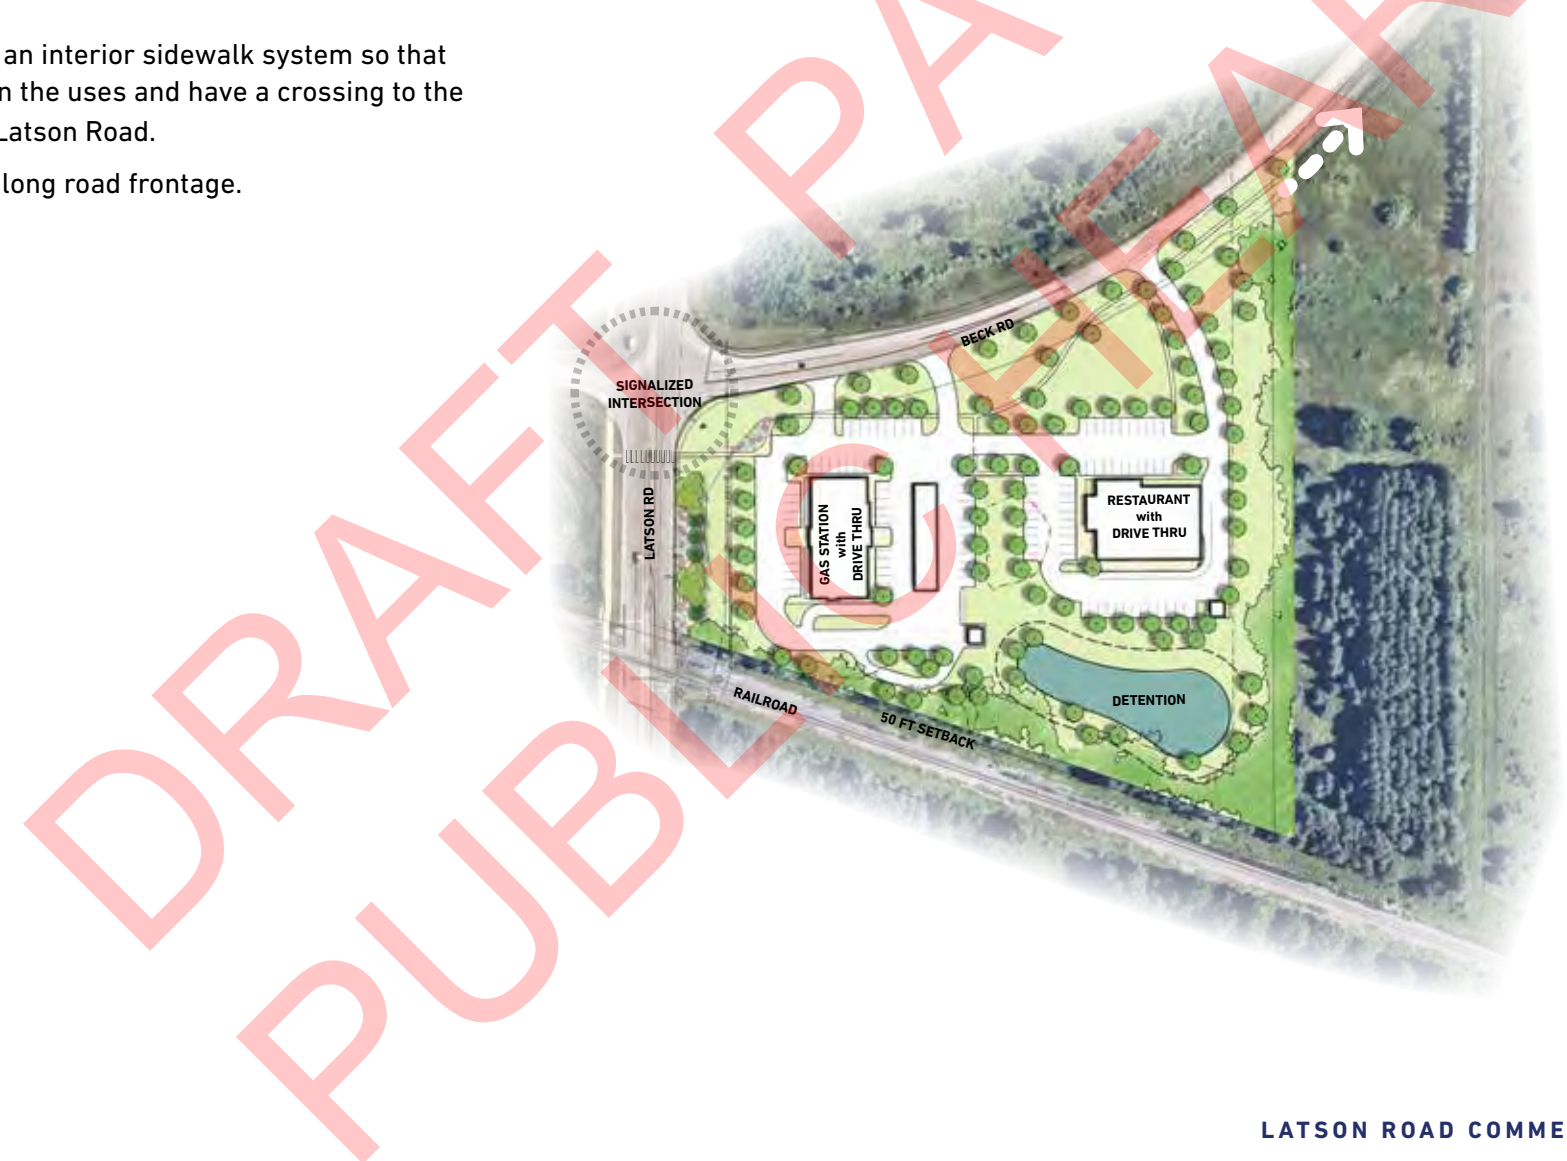 an interior sidewalk system so that
n the uses and have a crossing to the
Latson Road.
long road frontage.
BECK RD
SIGNALIZED
INTERSECTION
LATSON RD
GAS STATION
with
DRIVE THRU
RESTAURANT
with
DRIVE THRU
DETENTION
RAILROAD
50 FT SETBACK
DRAFT PA
PUBLIC HEAR
LATSON ROAD COMME